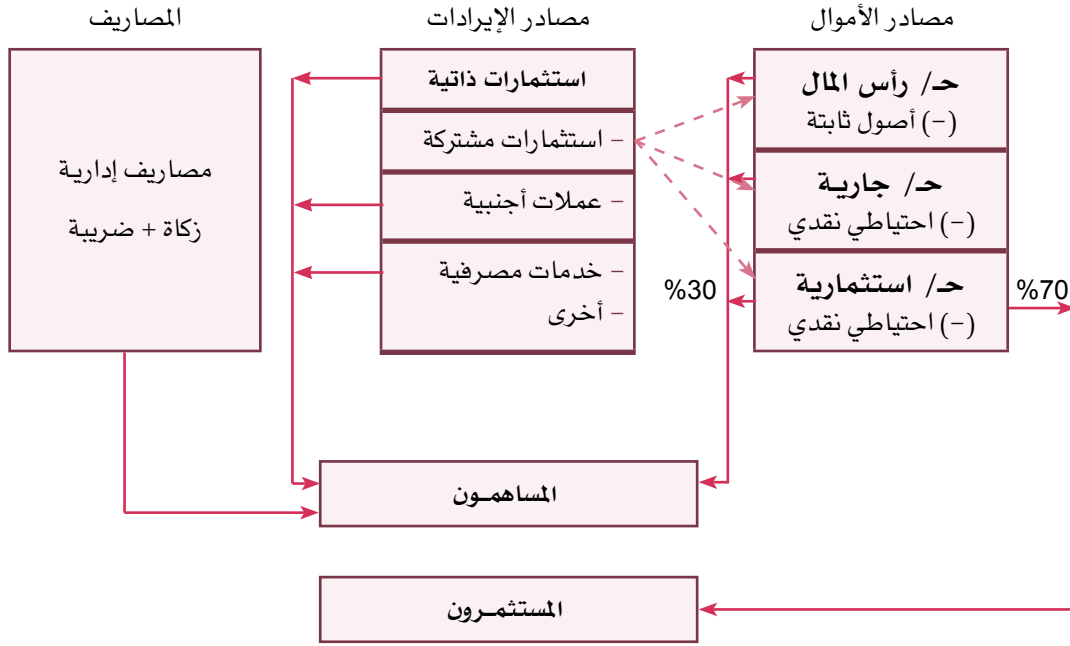 مصادر الأموال
مصادر الإيرادات
المصاريف
حـ/ رأس المال
(-) أصول ثابتة
حـ/ جارية
(-) احتياطي نقدي
حـ/ استثمارية
(-) احتياطي نقدي
%70
%30
استثمارات ذاتية
- استثمارات مشتركة
- عملات أجنبية
- خدمات مصرفية
- أخرى
مصاريف إدارية
زكاة + ضريبة
المساهمـون
المستثمـرون